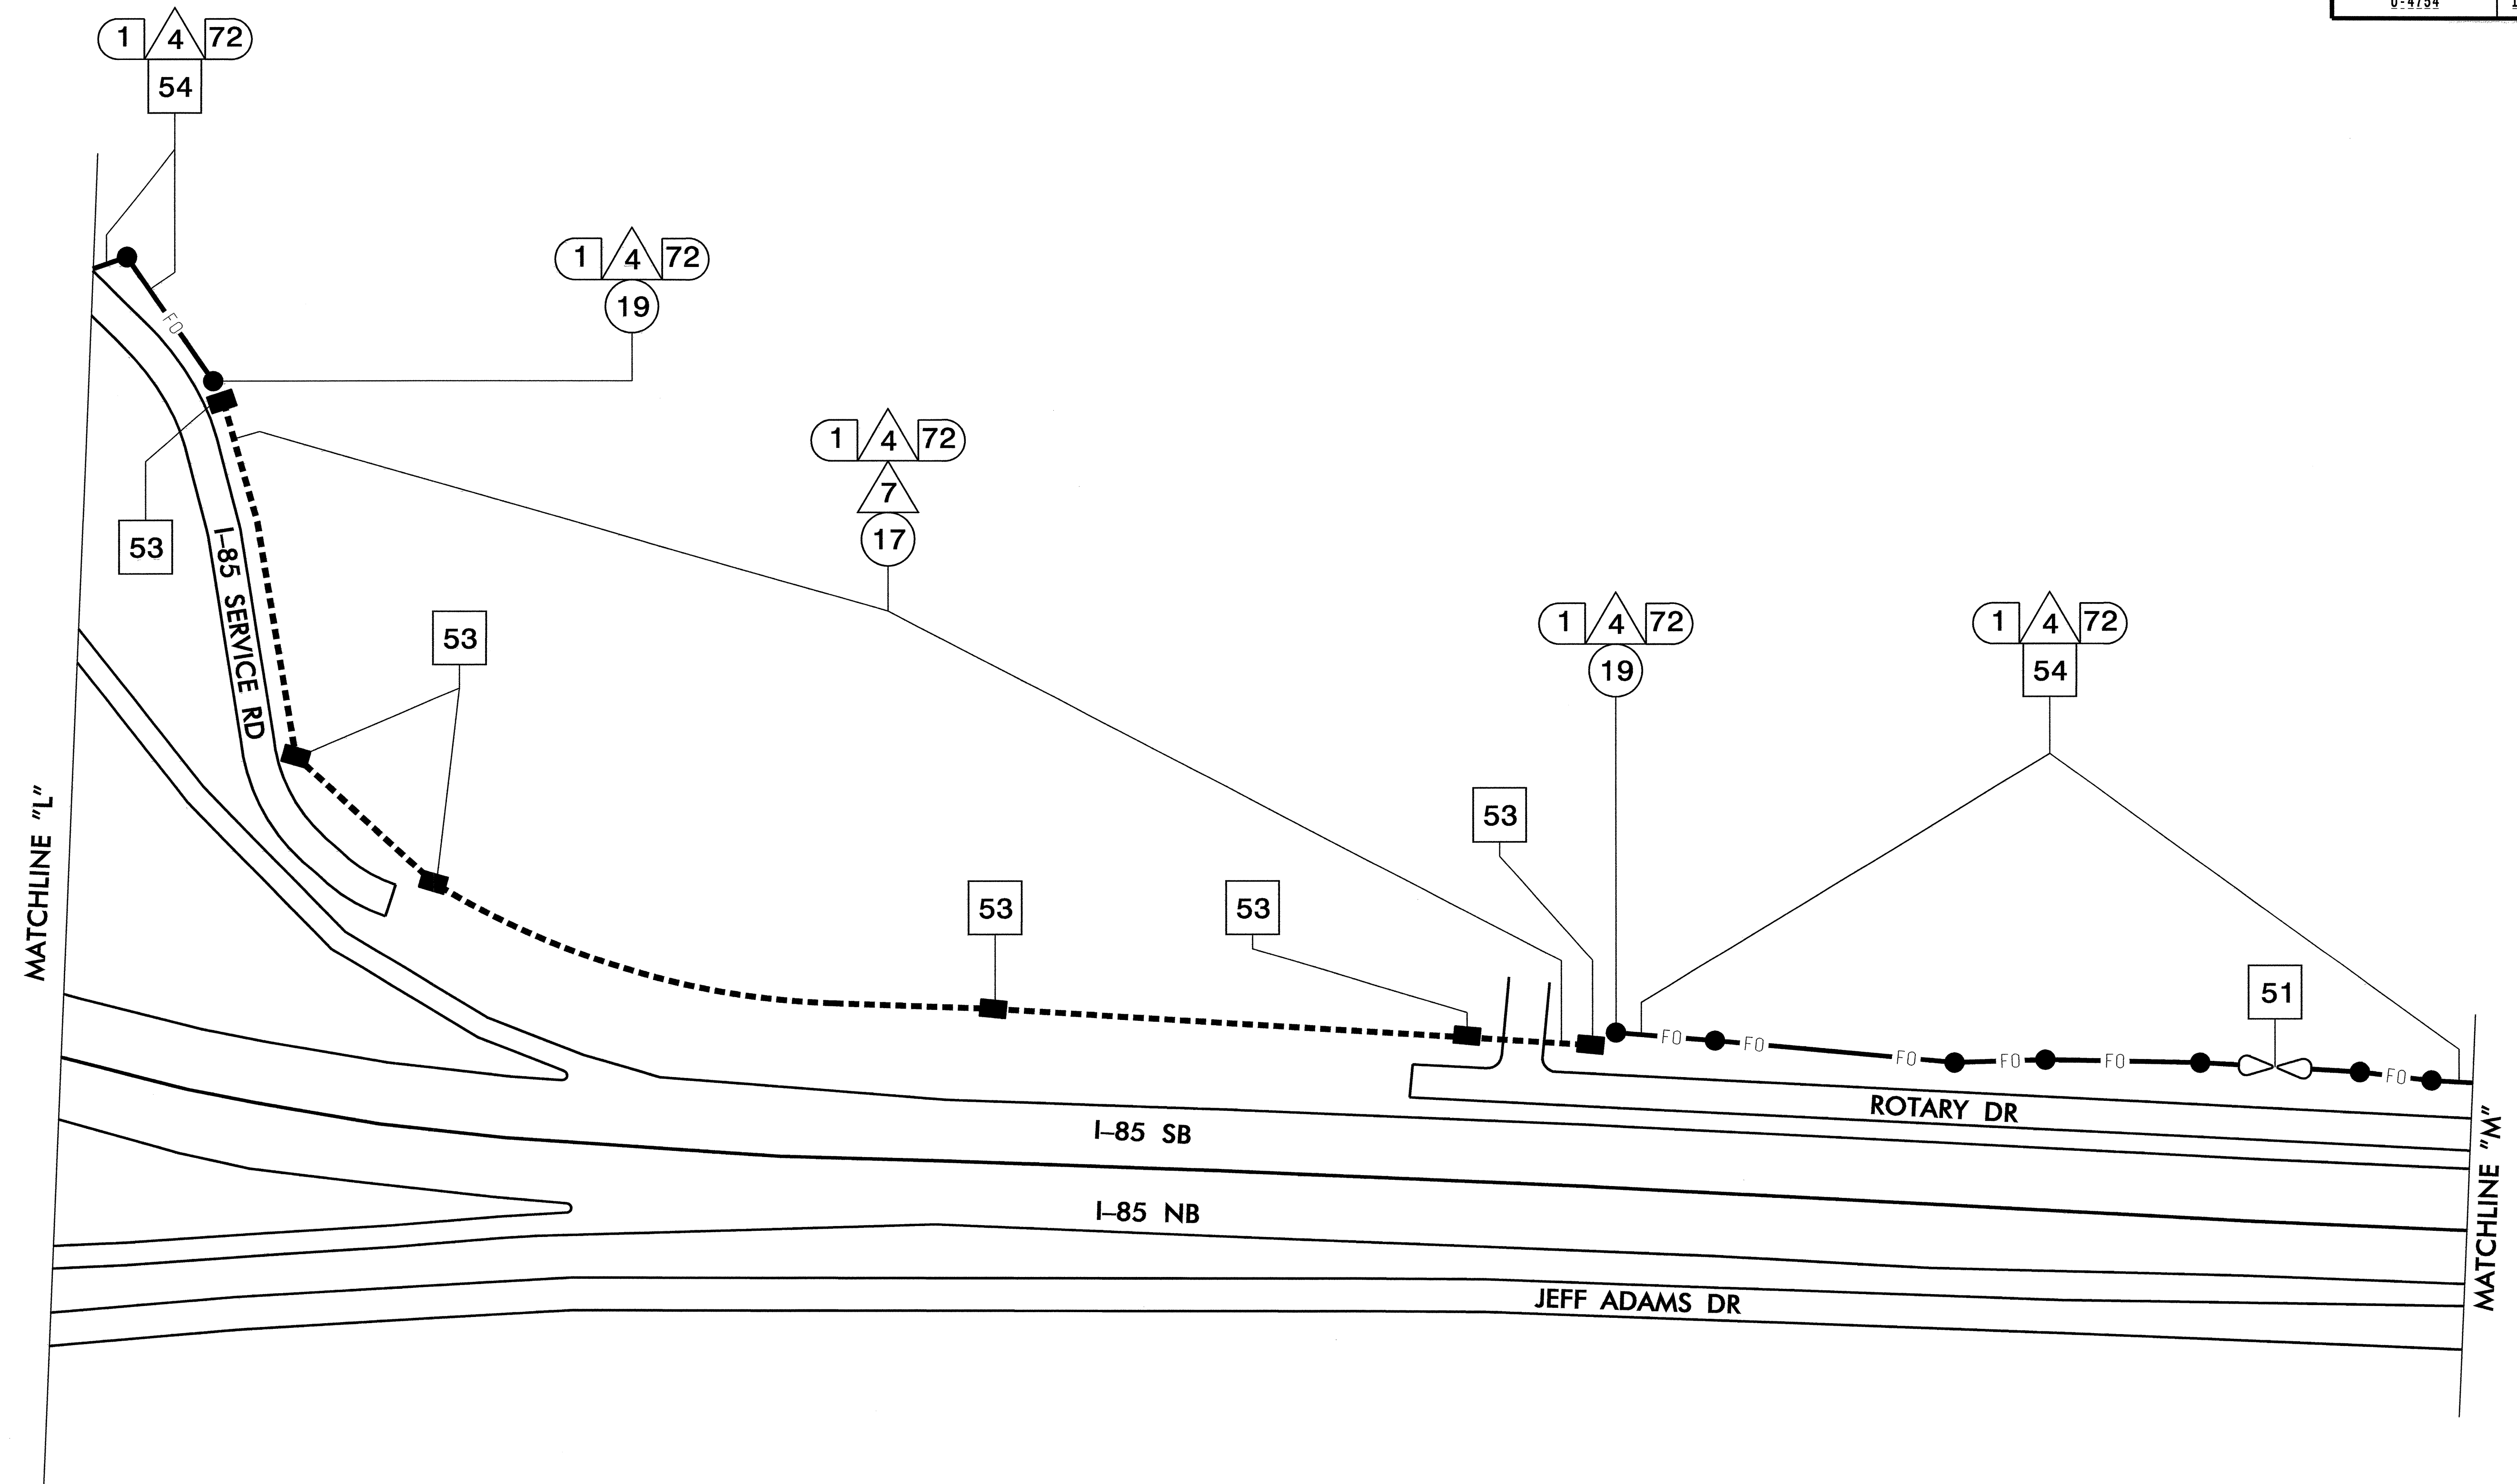 U-4754
1 4 72
54
1 4 72
19
1 4 72
7
17
53
53
1 4 72
19
1 4 72
54
53
53
53
51
FO
FO
FO
FO
FO
FO
FO
I-85 SERVICE RD
MATCHLINE "L"
ROTARY DR
I-85 SB
I-85 NB
JEFF ADAMS DR
MATCHLINE "M"